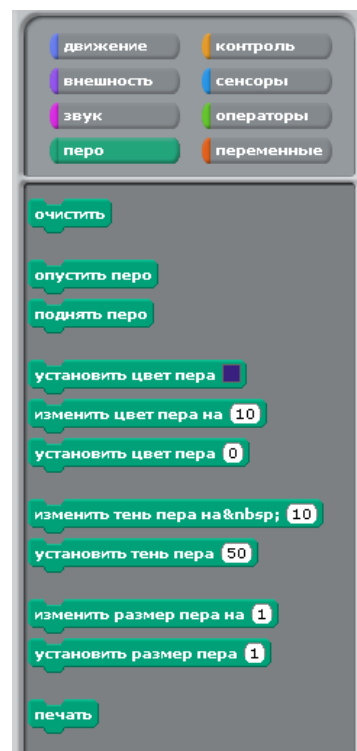 движение контроль
внешность сенсоры
звук операторы
перо переменные
очистить
опустить перо
поднять перо
установить цвет пера
изменить цвет пера на 10
установить цвет пера 0
изменить тень пера на&nbsp; 10
установить тень пера 50
изменить размер пера на 1
установить размер пера 1
печать